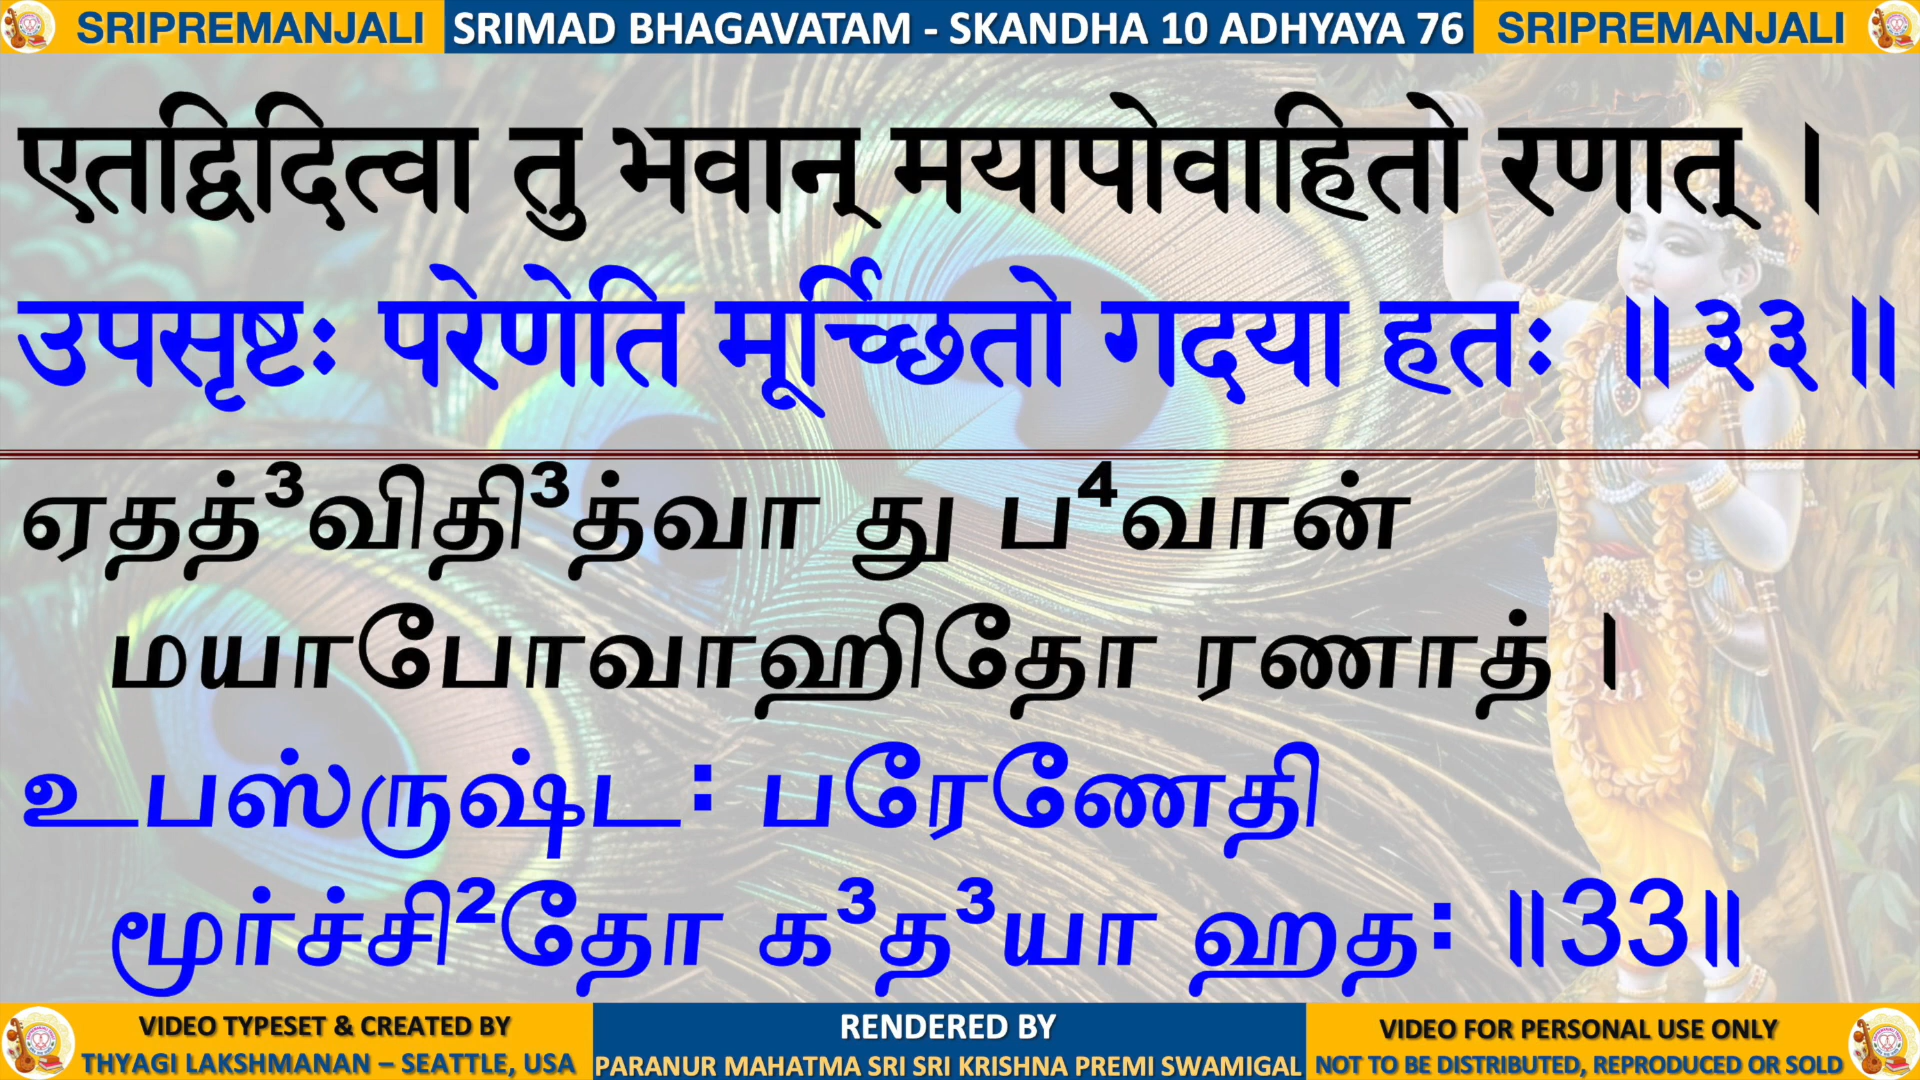 SRIPREMANJALI SRIMAD BHAGAVATAM - SKANDHA 10 ADHYAYA 76 SRIPREMANJALI
एतद्विदित्वा तु भवान् मयापोवाहितो रणात् ।
उपसृष्टः परेणेति मूर्च्छितो गदया हतः ॥ ३३ ॥
ஏதத்³விதி³த்வா து ப⁴வான்
மயாபோவாஹிதோ ரணாத் ।
உபஸ்ருஷ்ட: பரேணேதி
மூர்ச்சி²தோ க³த³யா ஹத: ॥33॥
VIDEO TYPESET & CREATED BY
THYAGI LAKSHMANAN – SEATTLE, USA
RENDERED BY
PARANUR MAHATMA SRI SRI KRISHNA PREMI SWAMIGAL
VIDEO FOR PERSONAL USE ONLY
NOT TO BE DISTRIBUTED, REPRODUCED OR SOLD